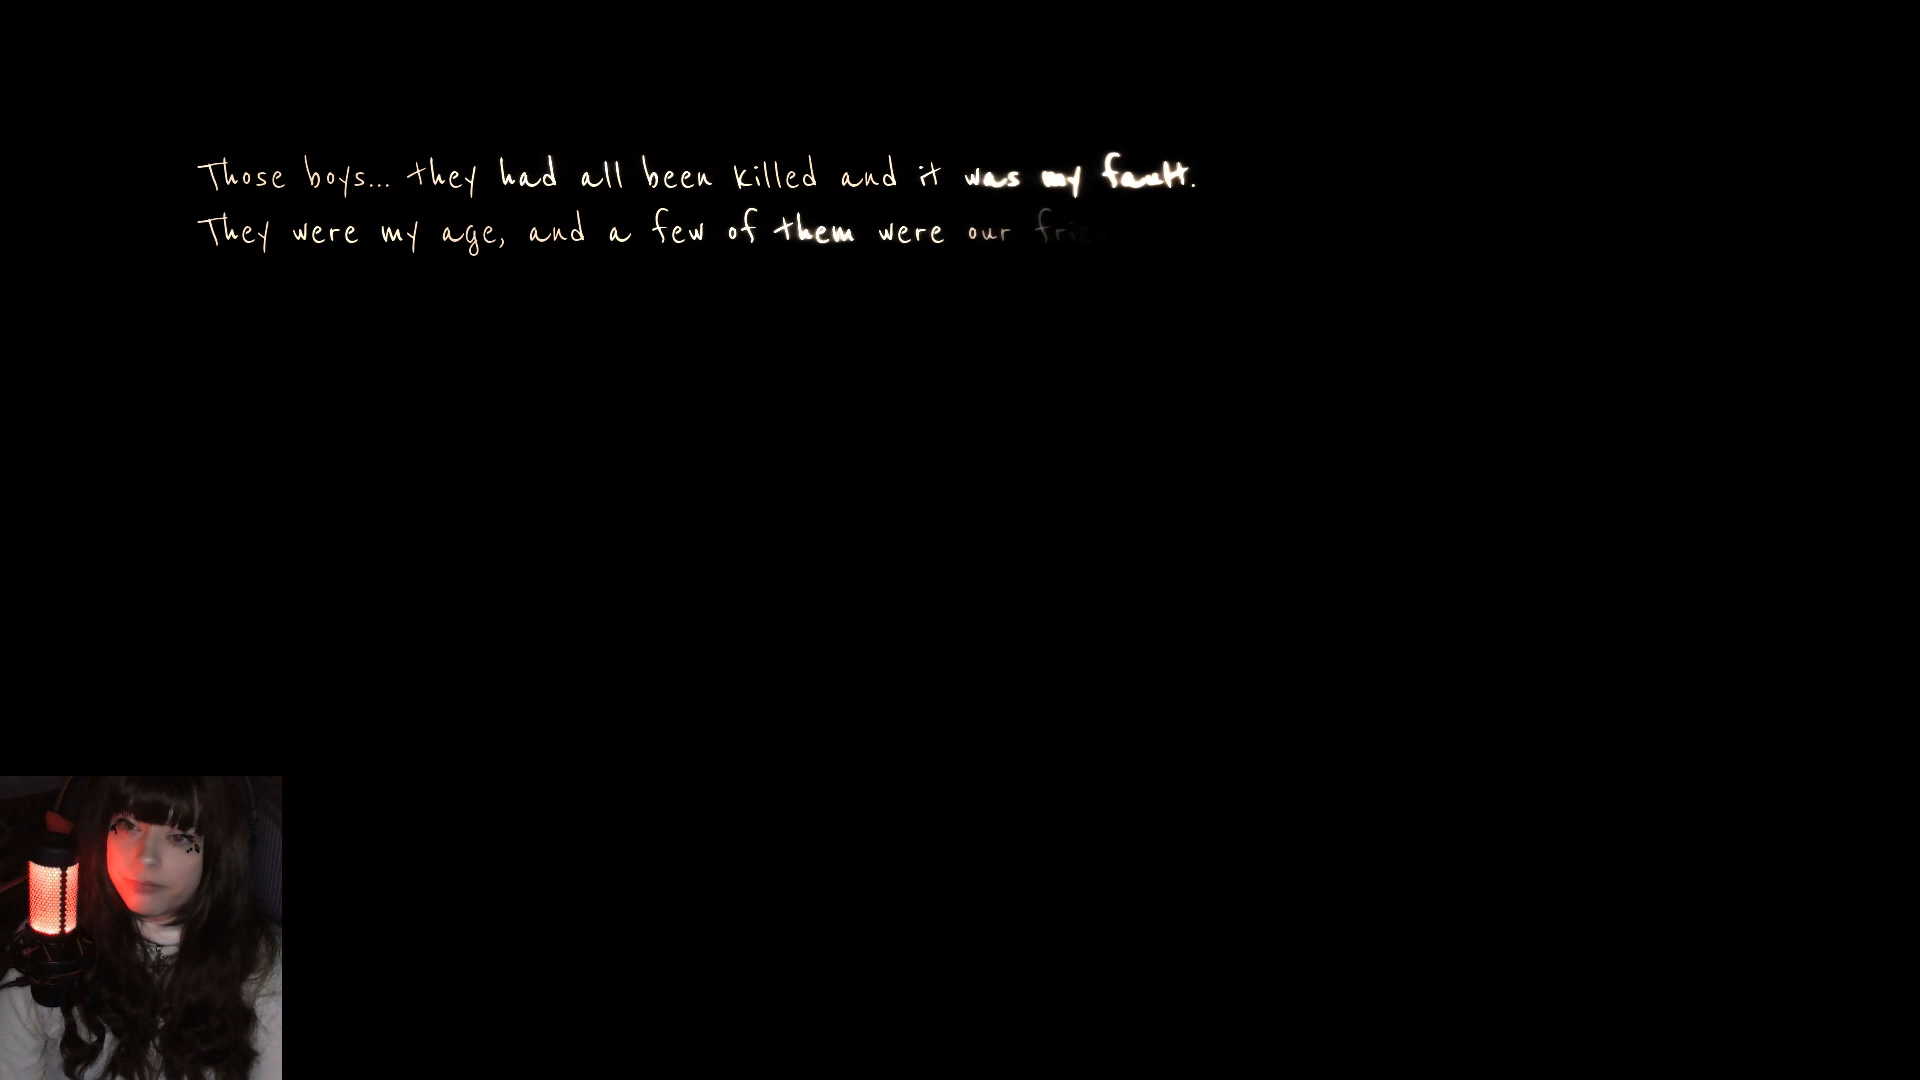 Those boys... they had all been killed and it was my fault.
They were my age, and a few of them were our frie